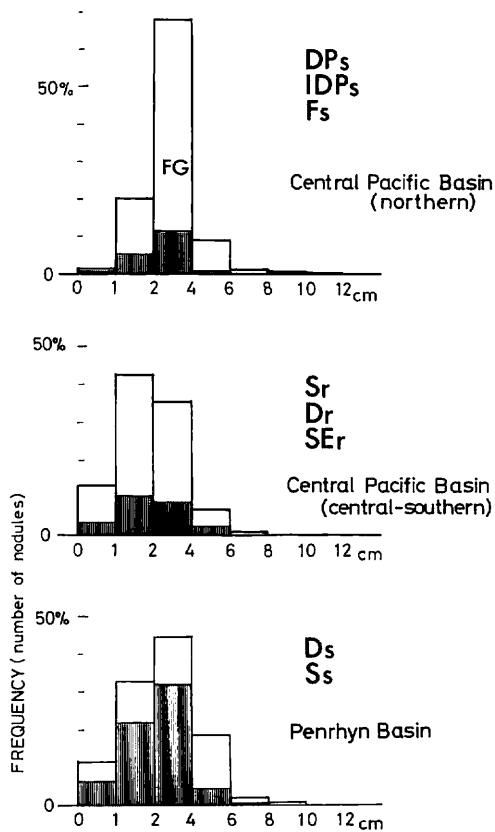 50%
DPs
IDPs
Fs
FG
Central Pacific Basin
(northern)
0
0 1 2 4 6 8 10 12 cm
50%
Sr
Dr
SEr
Central Pacific Basin
(central-southern)
0
0 1 2 4 6 8 10 12 cm
FREQUENCY (number of nodules)
50%
Ds
Ss
Penrhyn Basin
0
0 1 2 4 6 8 10 12 cm